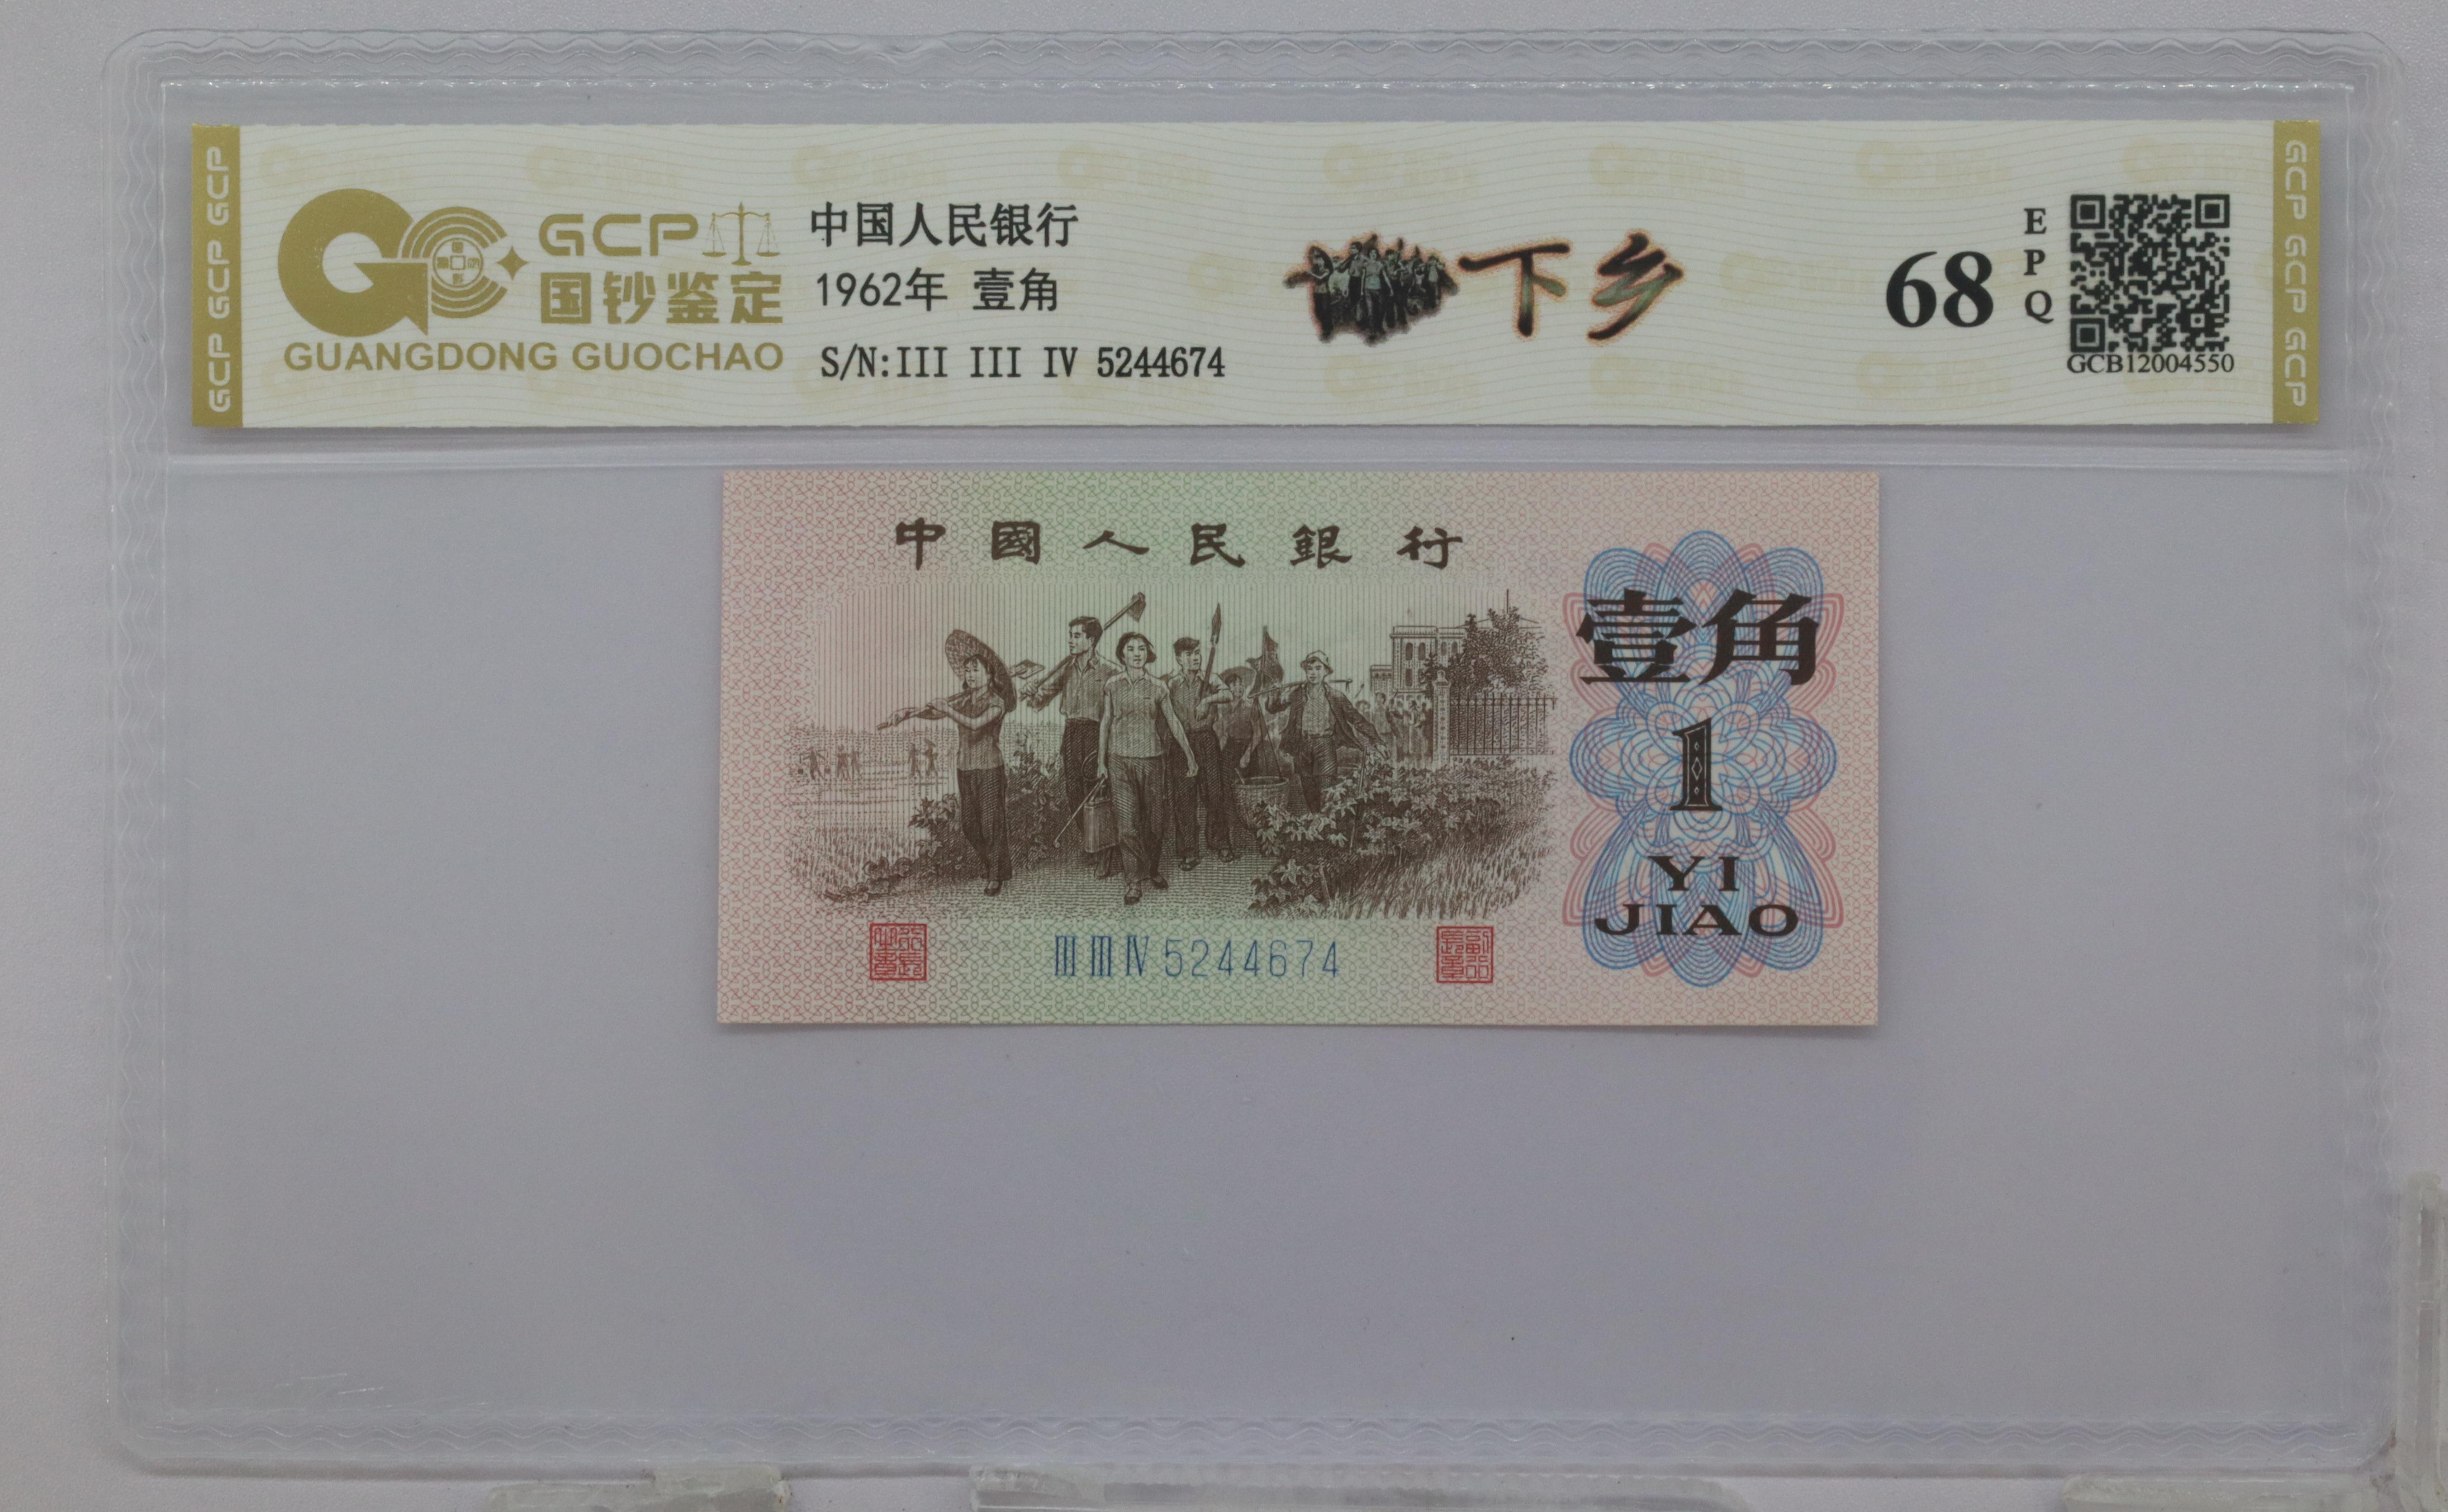 GCP GCP GCP
GCP
国钞鉴定
GUANGDONG GUOCHAO
中国人民银行
1962年 壹角
S/N:III III IV 5244674
下乡
68
EPQ
GCB12004550
GCP GCP GCP
中國人民銀行
壹角
1
YI
JIAO
III III IV 5244674